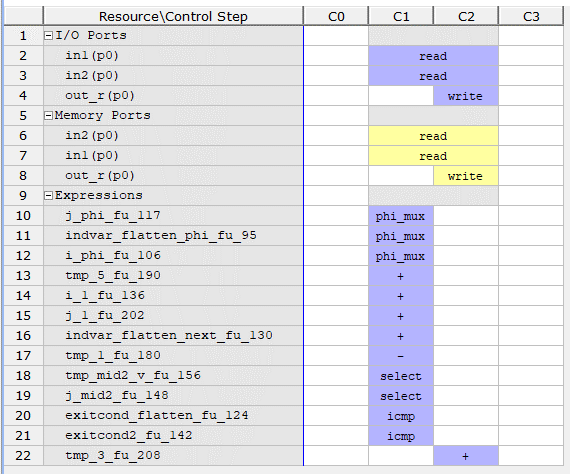 Resource\Control Step C0 C1 C2 C3
1 I/O Ports
2 in1(p0) read
3 in2(p0) read
4 out_r(p0) write
5 Memory Ports
6 in2(p0) read
7 in1(p0) read
8 out_r(p0) write
9 Expressions
10 j_phi_fu_117 phi_mux
11 indvar_flatten_phi_fu_95 phi_mux
12 i_phi_fu_106 phi_mux
13 tmp_5_fu_190 +
14 i_1_fu_136 +
15 j_1_fu_202 +
16 indvar_flatten_next_fu_130 +
17 tmp_1_fu_180 -
18 tmp_mid2_v_fu_156 select
19 j_mid2_fu_148 select
20 exitcond_flatten_fu_124 icmp
21 exitcond2_fu_142 icmp
22 tmp_3_fu_208 +